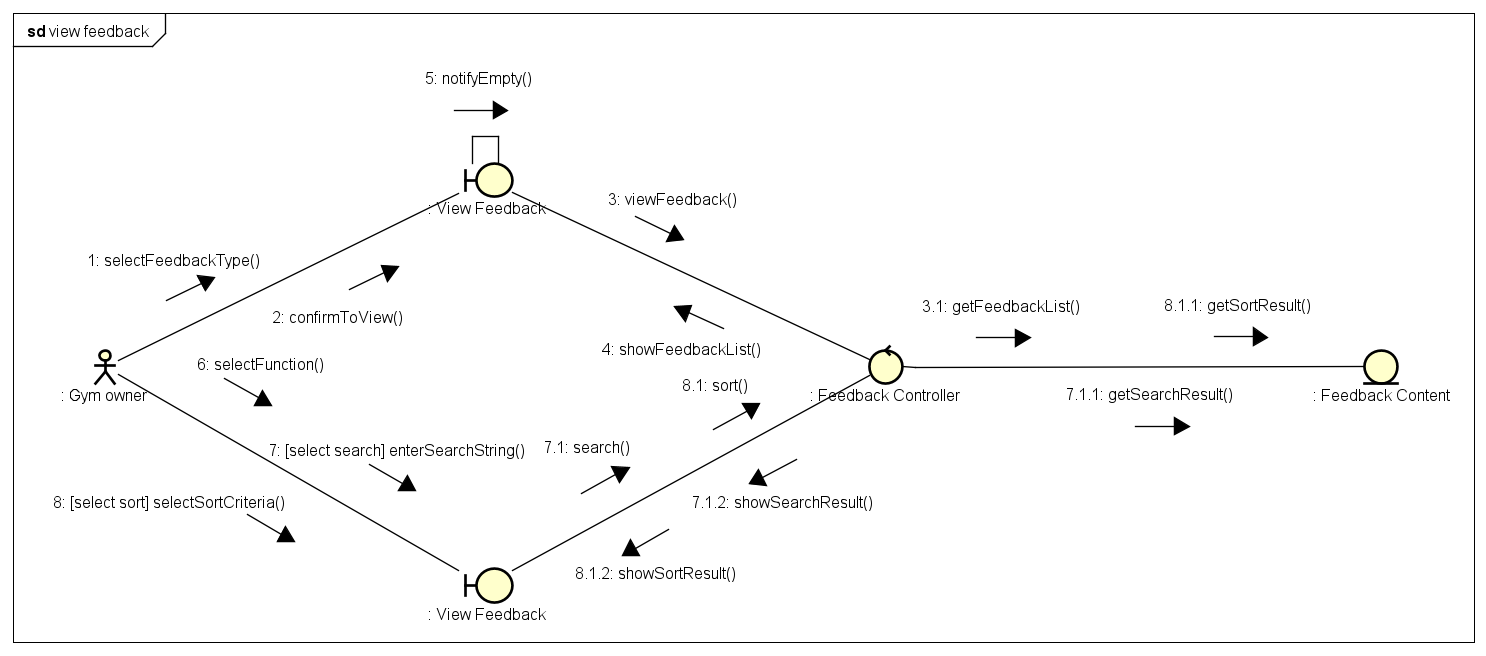 sd view feedback
5: notifyEmpty()
: View Feedback
3: viewFeedback()
1: selectFeedbackType()
2: confirmToView()
3.1: getFeedbackList()
8.1.1: getSortResult()
4: showFeedbackList()
6: selectFunction()
8.1: sort()
: Gym owner
: Feedback Controller
7.1.1: getSearchResult()
: Feedback Content
7: [select search] enterSearchString()
7.1: search()
8: [select sort] selectSortCriteria()
7.1.2: showSearchResult()
8.1.2: showSortResult()
: View Feedback